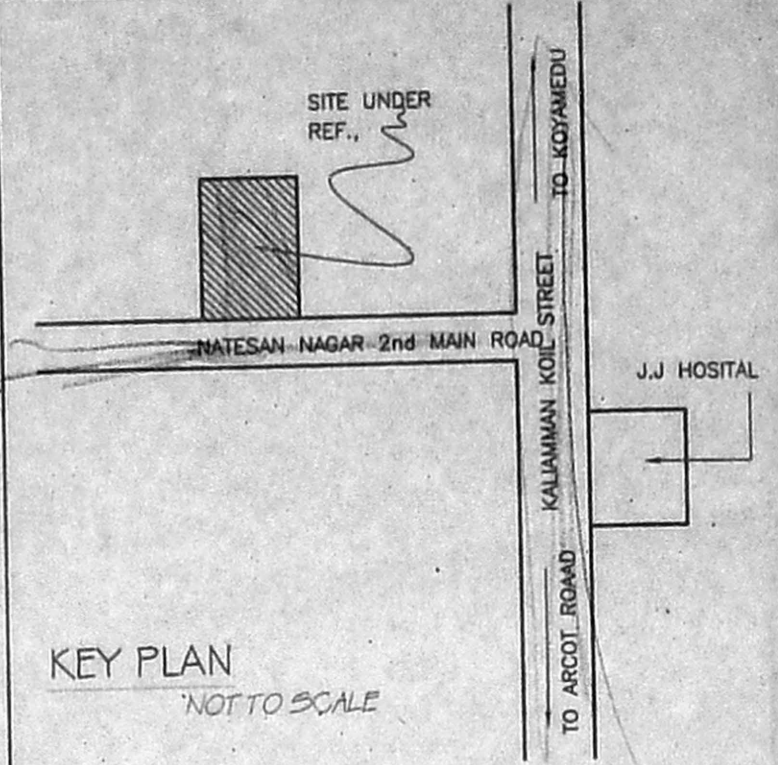 SITE UNDER
REF.,
TO KOYAMEDU
KALIAMMAN KOIL STREET
NATESAN NAGAR 2nd MAIN ROAD
J.J HOSITAL
TO ARCOT ROAAD
KEY PLAN
NOT TO SCALE